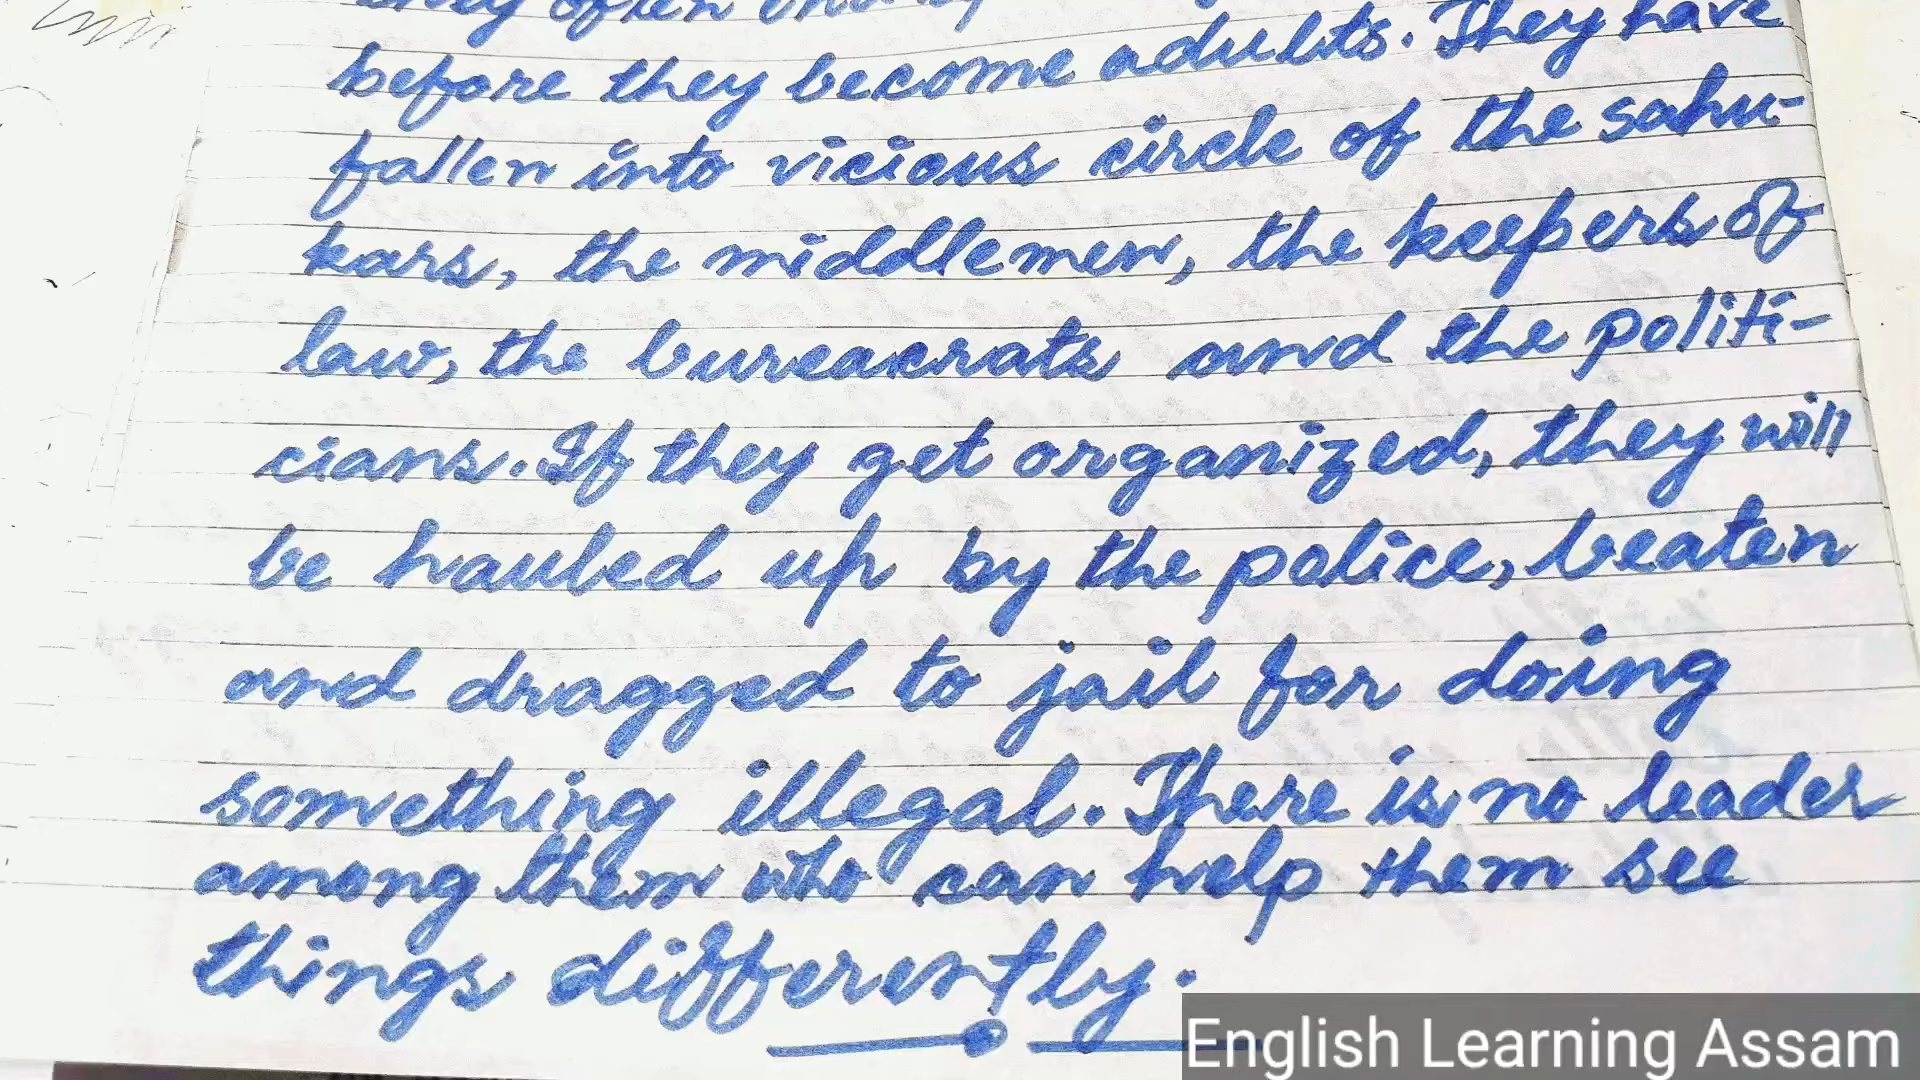 they often
before they become adults. They have
fallen into vicious circle of the sahu-
kars, the middlemen, the keepers of
law, the bureacrats and the politi-
cians. If they get organized, they will
be hauled up by the police, beaten
and dragged to jail for doing
something illegal. There is no leader
among them who can help them see
things differently.
English Learning Assam